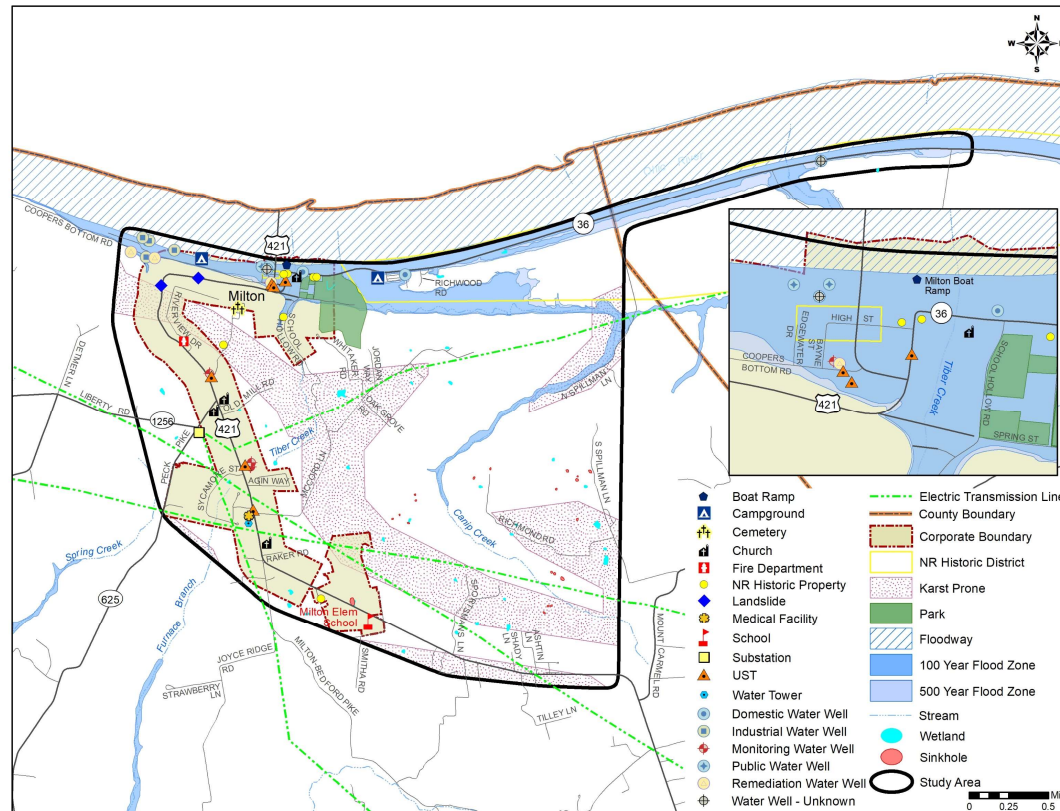 N
W
E
S
COOPERS BOTTOM RD
421
36
RICHWOOD
RD
Milton
RIVERVIEW DR
SCHOOL
HOLLOW RD
WHITAKER
RD
JORDAN
WAY
OAK GROVE
RD
DETMER LN
LIBERTY RD
1256
OLD MILL RD
421
PECK
PIKE
Tiber Creek
SYCAMORE ST
AGIN WAY
MCCORD LN
N SPILLMAN
LN
S SPILLMAN LN
RICHMOND RD
Canip Creek
Spring Creek
RAKER RD
625
Furnace Branch
Milton Elem
School
SPORTSMANS LN
SHADY
LN
ASHTIN
LN
MOUNT CARMEL RD
JOYCE RIDGE
RD
STRAWBERRY
LN
MILTON-BEDFORD PIKE
SMITHA RD
TILLEY LN
Milton Boat
Ramp
36
HIGH ST
EDGEWATER
DR
BAYNE
ST
COOPERS
BOTTOM RD
421
Tiber Creek
SCHOOL HOLLOW RD
SPRING ST
Boat Ramp
Campground
Cemetery
Church
Fire Department
NR Historic Property
Landslide
Medical Facility
School
Substation
UST
Water Tower
Domestic Water Well
Industrial Water Well
Monitoring Water Well
Public Water Well
Remediation Water Well
Water Well - Unknown
Electric Transmission Line
County Boundary
Corporate Boundary
NR Historic District
Karst Prone
Park
Floodway
100 Year Flood Zone
500 Year Flood Zone
Stream
Wetland
Sinkhole
Study Area
0 0.25 0.5